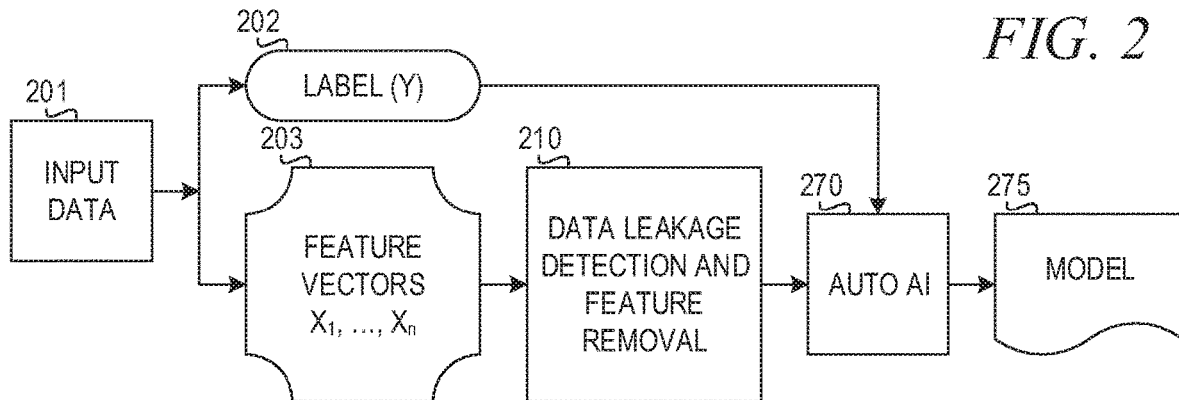 FIG. 2
202
LABEL (Y)
201
INPUT
DATA
203
FEATURE
VECTORS
X₁, ..., Xₙ
210
DATA LEAKAGE
DETECTION AND
FEATURE
REMOVAL
270
AUTO AI
275
MODEL